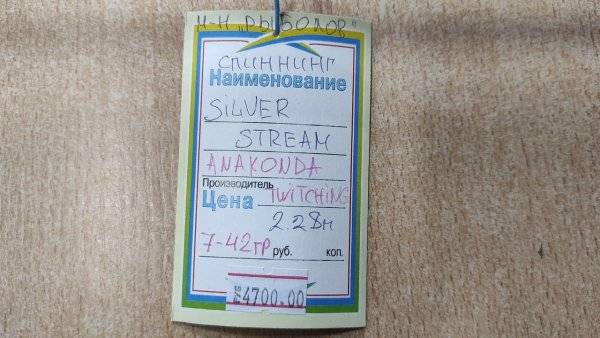 М-Н „РЫБОЛОВ"
СПИННИНГ
Наименование
SiLVER
STREAM
ANAKONDA
Производитель
Цена TWiTCHiNG
2.28м
7-42гр руб. коп.
4700.00